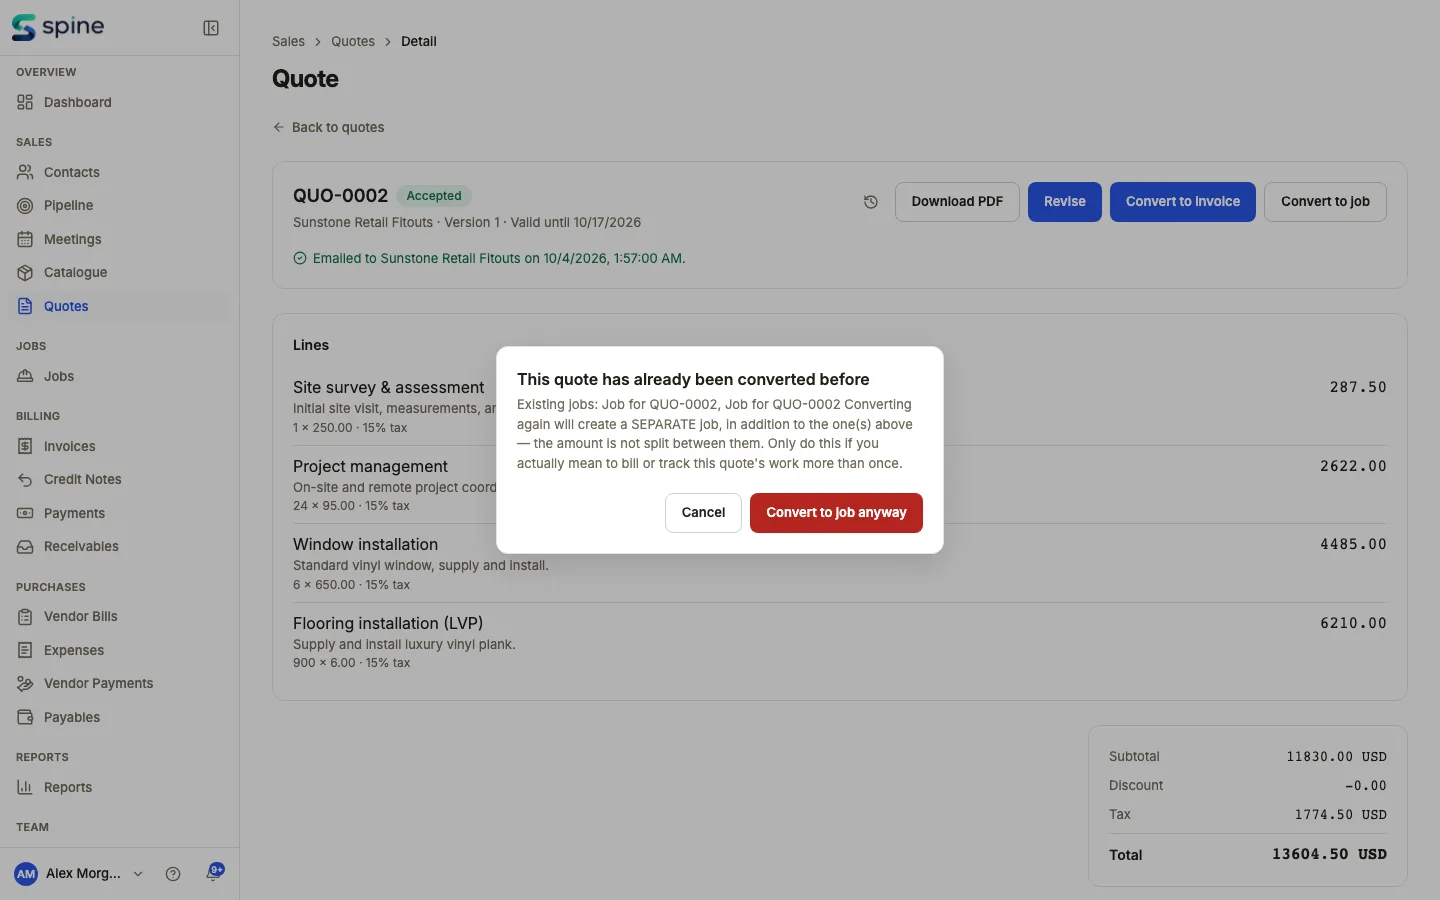 spine
OVERVIEW
Dashboard
SALES
Contacts
Pipeline
Meetings
Catalogue
Quotes
JOBS
Jobs
BILLING
Invoices
Credit Notes
Payments
Receivables
PURCHASES
Vendor Bills
Expenses
Vendor Payments
Payables
REPORTS
Reports
TEAM
AM Alex Morg... 9+
Sales > Quotes > Detail
Quote
← Back to quotes
QUO-0002 Accepted
Sunstone Retail Fitouts · Version 1 · Valid until 10/17/2026
Emailed to Sunstone Retail Fitouts on 10/4/2026, 1:57:00 AM.
Download PDF Revise Convert to invoice Convert to job
Lines
Site survey & assessment 287.50
Initial site visit, measurements,
1 × 250.00 · 15% tax
Project management 2622.00
On-site and remote project
24 × 95.00 · 15% tax
Window installation 4485.00
Standard vinyl window, supply and install.
6 × 650.00 · 15% tax
Flooring installation (LVP) 6210.00
Supply and install luxury vinyl plank.
900 × 6.00 · 15% tax
This quote has already been converted before
Existing jobs: Job for QUO-0002, Job for QUO-0002 Converting
again will create a SEPARATE job, in addition to the one(s) above
— the amount is not split between them. Only do this if you
actually mean to bill or track this quote's work more than once.
Cancel Convert to job anyway
Subtotal 11830.00 USD
Discount -0.00
Tax 1774.50 USD
Total 13604.50 USD